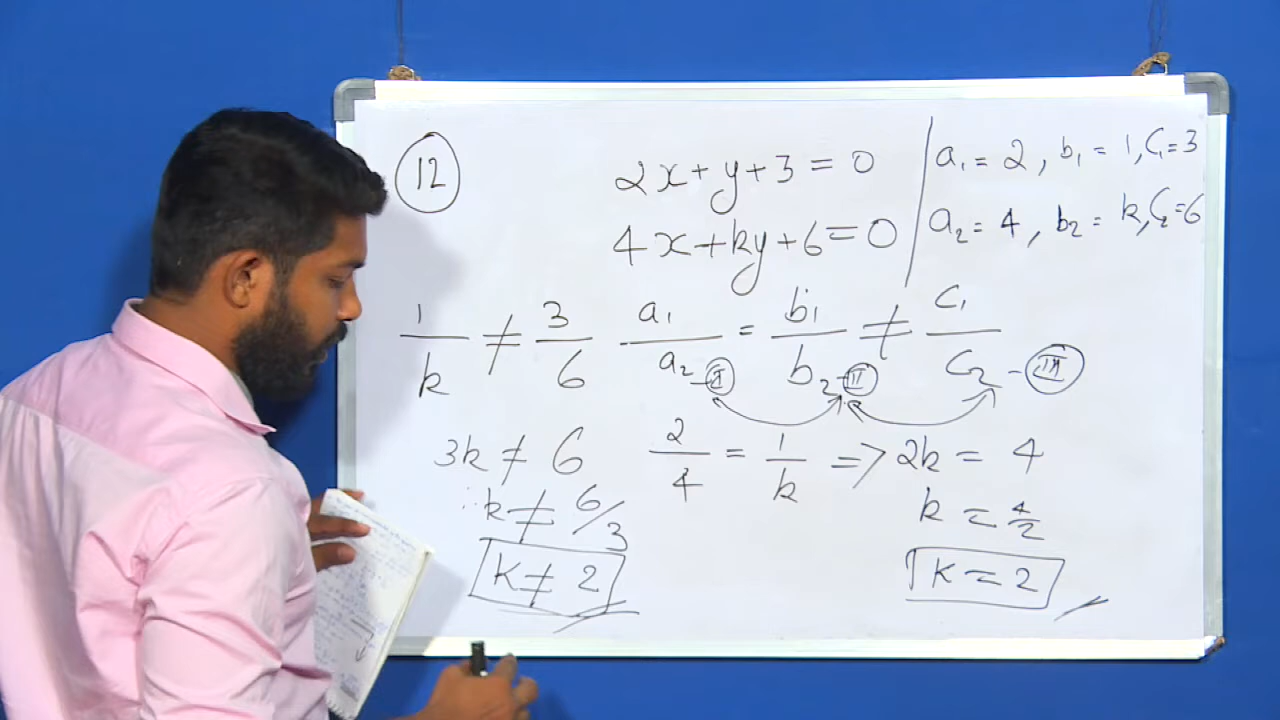 12
2x+y+3=0
4x+ky+6=0
a₁=2, b₁=1, C₁=3
a₂=4, b₂=k, C₂=6
1/k ≠ 3/6
a₁/a₂ = b₁/b₂ ≠ C₁/C₂ - III
II
3k ≠ 6
2/4 = 1/k => 2k = 4
∴ k ≠ 6/3
k = 4/2
k ≠ 2
k = 2